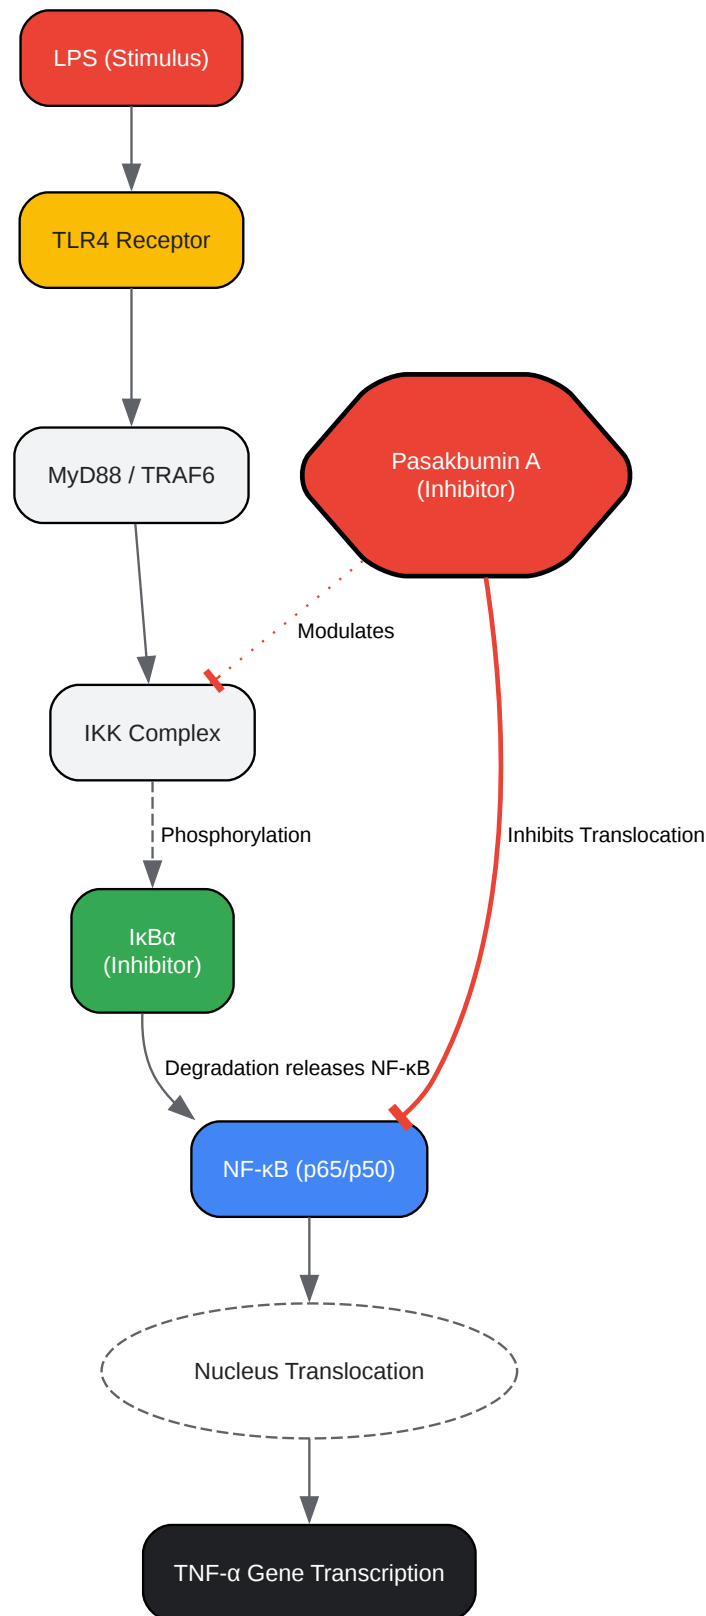 LPS (Stimulus)
TLR4 Receptor
MyD88 / TRAF6
Pasakbumin A
(Inhibitor)
Modulates
IKK Complex
Phosphorylation
Inhibits Translocation
IκBα
(Inhibitor)
Degradation releases NF-κB
NF-κB (p65/p50)
Nucleus Translocation
TNF-α Gene Transcription